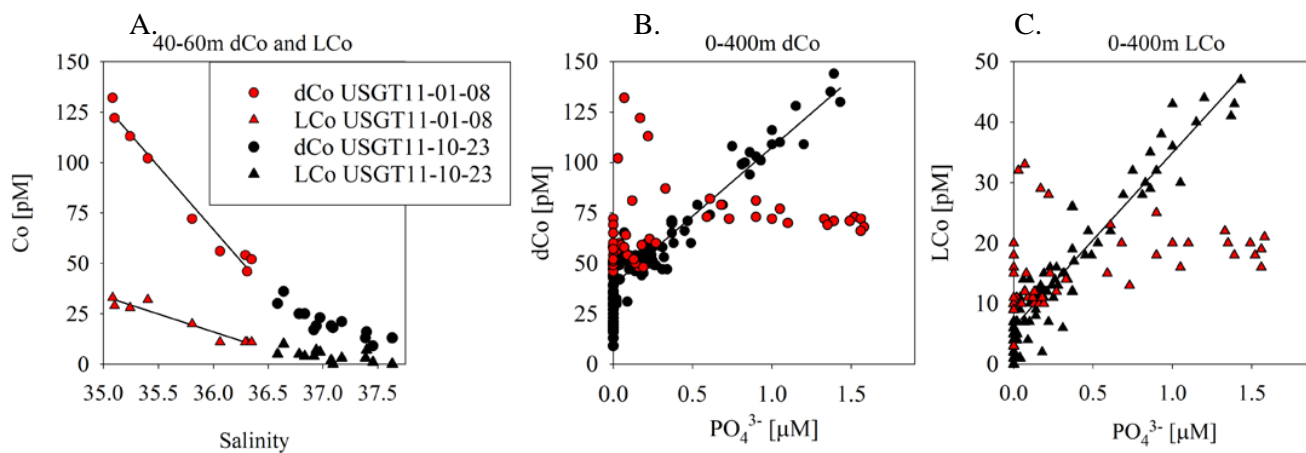 A.
40-60m dCo and LCo
150
125
100
75
50
25
0
Co [pM]
dCo USGT11-01-08
LCo USGT11-01-08
dCo USGT11-10-23
LCo USGT11-10-23
35.0 35.5 36.0 36.5 37.0 37.5
Salinity
B.
0-400m dCo
150
125
100
75
50
25
0
dCo [pM]
0.0 0.5 1.0 1.5
PO₄³⁻ [μM]
C.
0-400m LCo
50
40
30
20
10
0
LCo [pM]
0.0 0.5 1.0 1.5
PO₄³⁻ [μM]